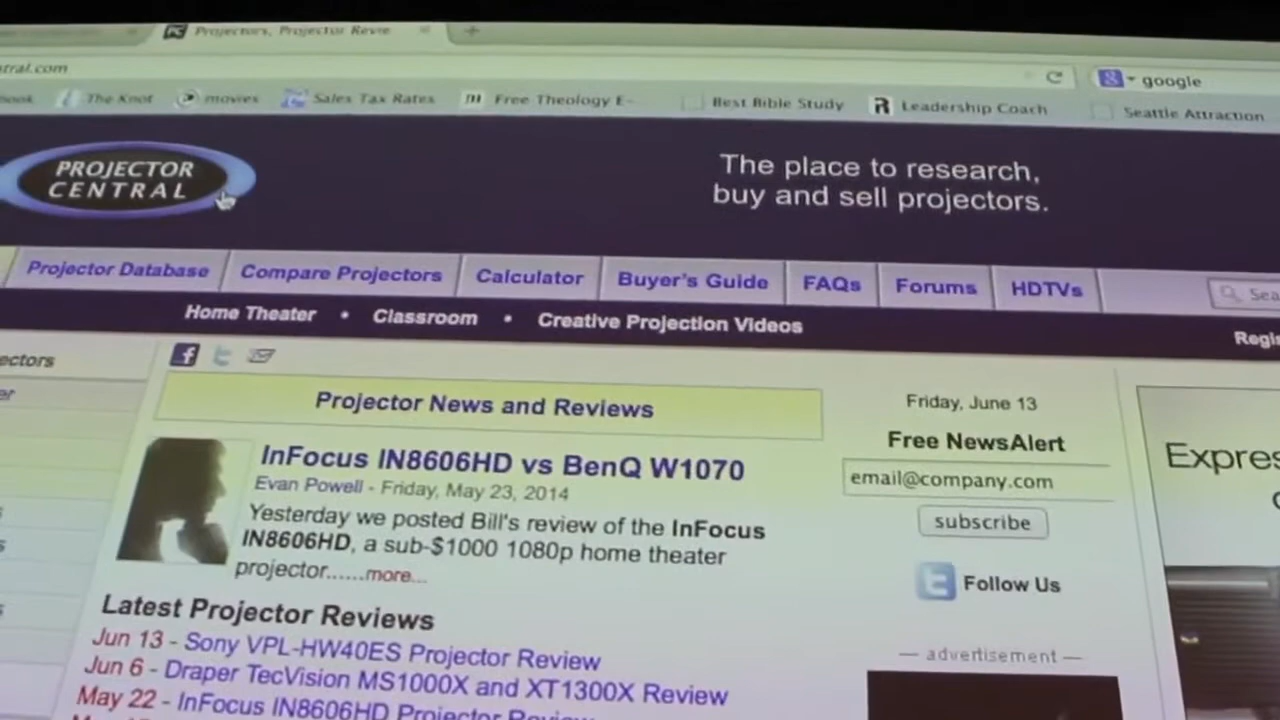 Projectors, Projector Revie
tral.com
google
ook
The Knot
movies
Sales Tax Rates
Free Theology E-
Best Bible Study
Leadership Coach
Seattle Attraction
PROJECTOR
CENTRAL
The place to research,
buy and sell projectors.
Projector Database
Compare Projectors
Calculator
Buyer's Guide
FAQs
Forums
HDTVs
Sea
Home Theater • Classroom • Creative Projection Videos
Regis
ectors
er
Projector News and Reviews
Friday, June 13
Free NewsAlert
email@company.com
subscribe
Follow Us
— advertisement —
InFocus IN8606HD vs BenQ W1070
Evan Powell - Friday, May 23, 2014
Yesterday we posted Bill's review of the InFocus
IN8606HD, a sub-$1000 1080p home theater
projector......more...
Latest Projector Reviews
Jun 13 - Sony VPL-HW40ES Projector Review
Jun 6 - Draper TecVision MS1000X and XT1300X Review
May 22 - InFocus IN8606HD Projector Review
Expres